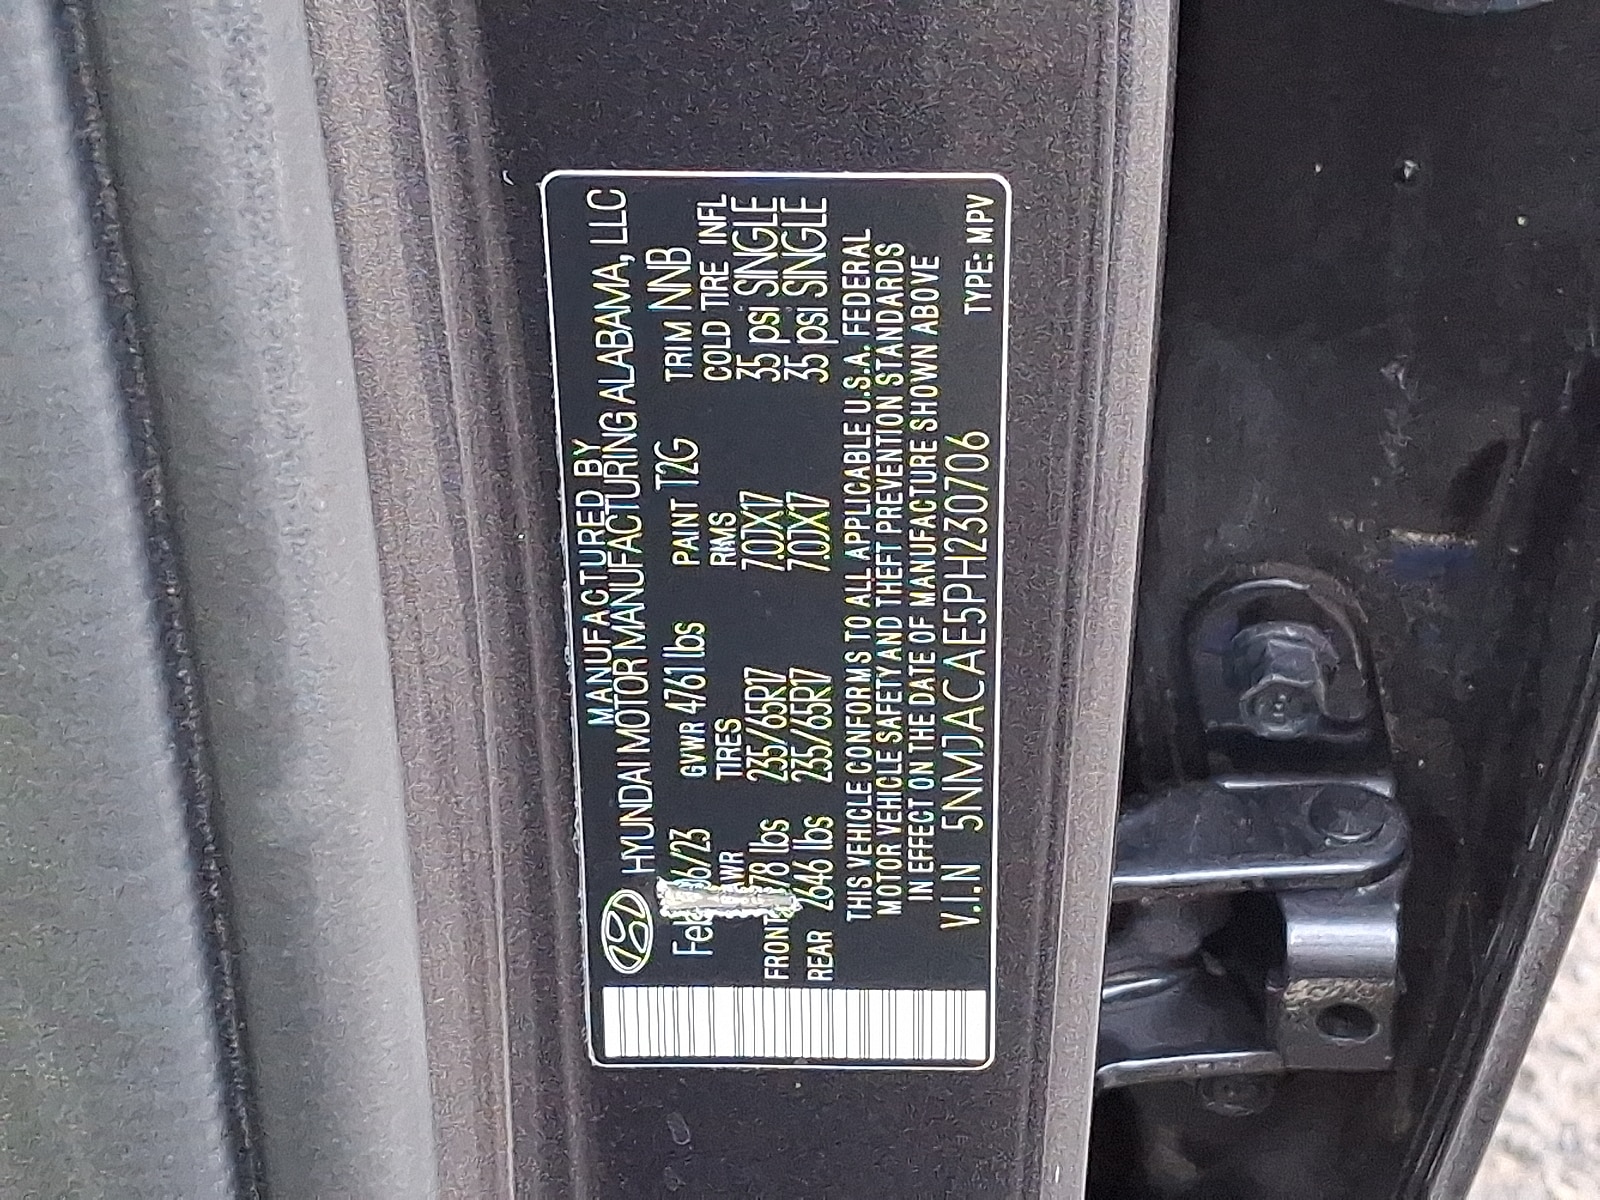 MANUFACTURED BY
HYUNDAI MOTOR MANUFACTURING ALABAMA, LLC
6/23 GVWR 4761 lbs PAINT T2G TRIM NNB
TIRES RIMS COLD TIRE INFL
FRONT 235/65R17 7.0JX17 35 psi SINGLE
REAR 2646 lbs 235/65R17 7.0JX17 35 psi SINGLE
THIS VEHICLE CONFORMS TO ALL APPLICABLE U.S.A. FEDERAL
MOTOR VEHICLE SAFETY AND THEFT PREVENTION STANDARDS
IN EFFECT ON THE DATE OF MANUFACTURE SHOWN ABOVE
V.I.N 5NMJACAE5PH230706 TYPE: MPV